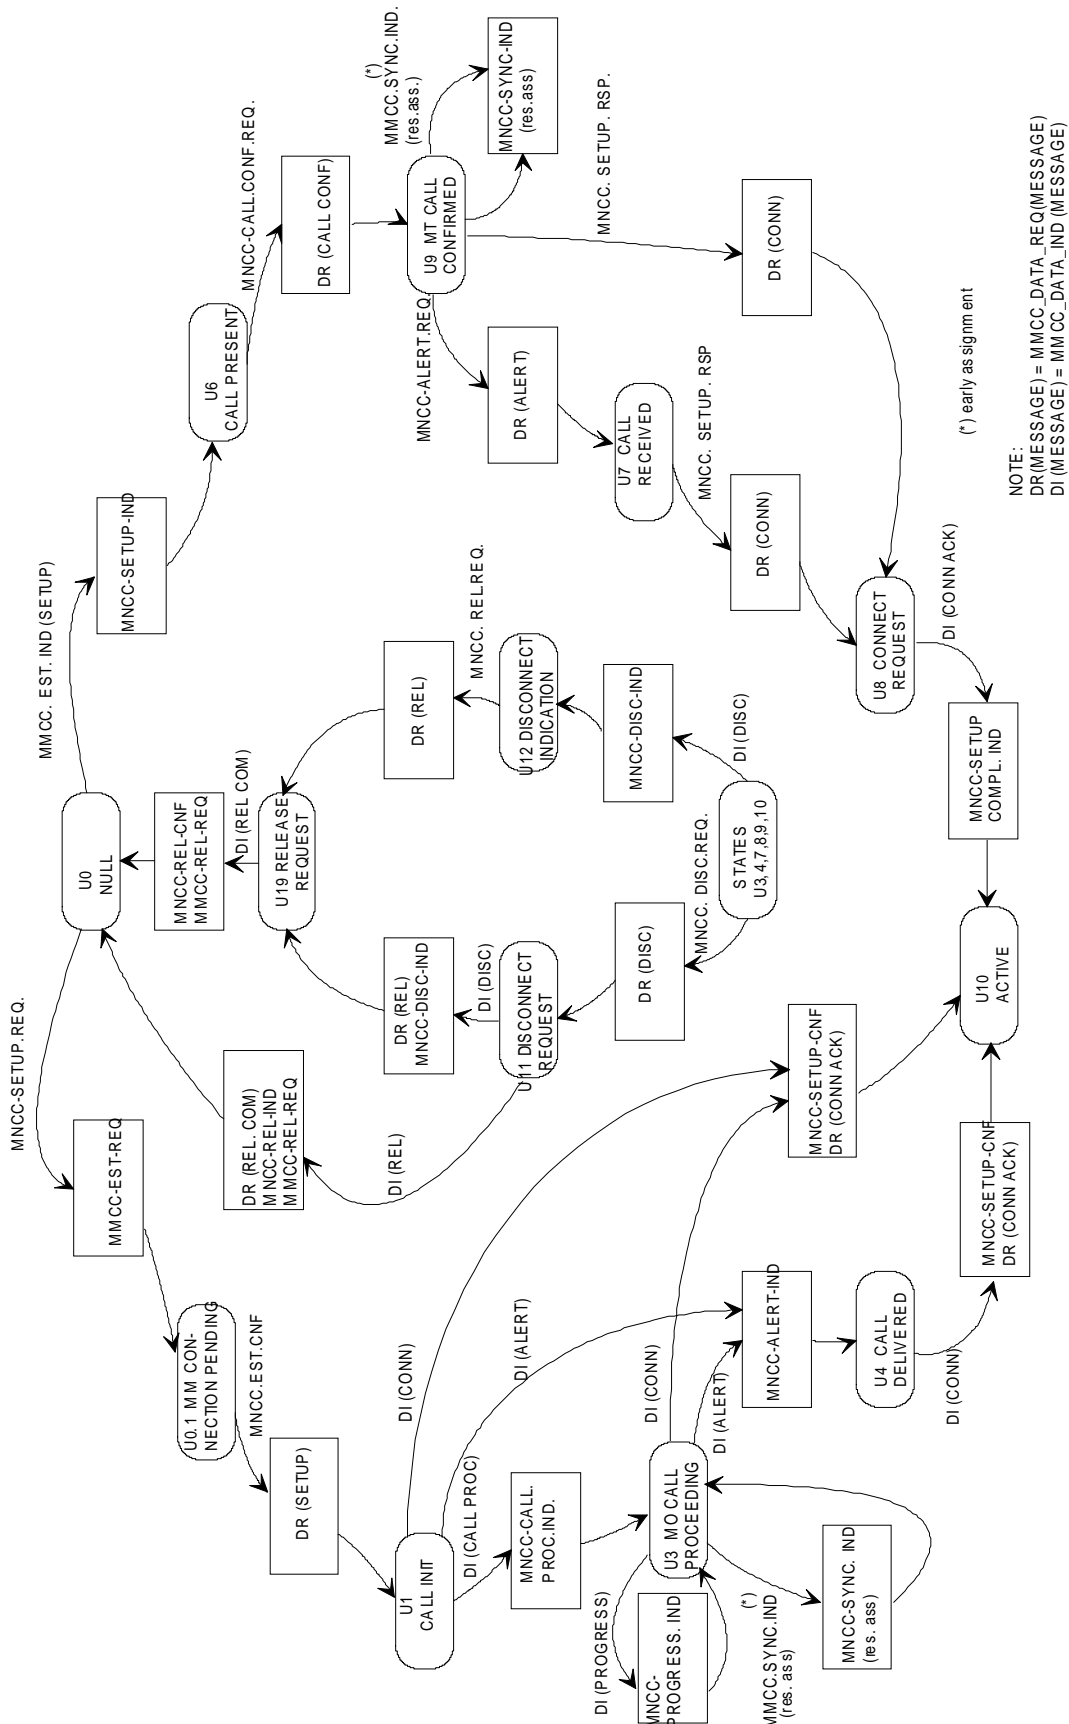 MNCC-SETUP.REQ.
MMCC. EST. IND (SETUP)
U0
NULL
MMCC-EST-REQ
MNCC-SETUP-IND
U0.1 MM CON-
NECTION PENDING
MNCC.EST.CNF
U6
CALL PRESENT
MNCC-CALL.CONF.REQ.
DR (SETUP)
DR (REL. COM)
MNCC-REL-IND
MMCC-REL-REQ
MNCC-REL-CNF
MMCC-REL-REQ
DI (REL COM)
DR (CALL CONF)
U1
CALL INIT
DI (CONN)
DI (ALERT)
DI (CALL PROC)
DI (REL)
U19 RELEASE
REQUEST
DR (REL)
MNCC-DISC-IND
DI (DISC)
DR (REL)
MNCC. REL.REQ.
U9 MT CALL
CONFIRMED
(*)
MMCC.SYNC.IND.
(res.ass.)
MNCC-SYNC-IND
(res.ass)
MNCC-ALERT.REQ.
MNCC. SETUP. RSP.
MNCC-CALL.
PROC.IND.
U11 DISCONNECT
REQUEST
U12 DISCONNECT
INDICATION
DR (ALERT)
DI (PROGRESS)
MNCC-
PROGRESS. IND
U3 MO CALL
PROCEEDING
DI (CONN)
DI (ALERT)
DR (DISC)
MNCC. DISC.REQ.
MNCC-DISC-IND
DI (DISC)
U7 CALL
RECEIVED
MNCC. SETUP. RSP
(*)
MMCC.SYNC.IND
(res. ass)
MNCC-ALERT-IND
STATES
U3,4,7,8,9,10
DR (CONN)
DR (CONN)
MNCC-SYNC. IND
(res. ass)
MNCC-SETUP-CNF
DR (CONN ACK)
U4 CALL
DELIVERED
DI (CONN)
U8 CONNECT
REQUEST
DI (CONN ACK)
MNCC-SETUP-CNF
DR (CONN ACK)
U10
ACTIVE
MNCC-SETUP
COMPL. IND
(*) early assignment
NOTE:
DR(MESSAGE) = MMCC_DATA_REQ(MESSAGE)
DI (MESSAGE) = MMCC_DATA_IND (MESSAGE)